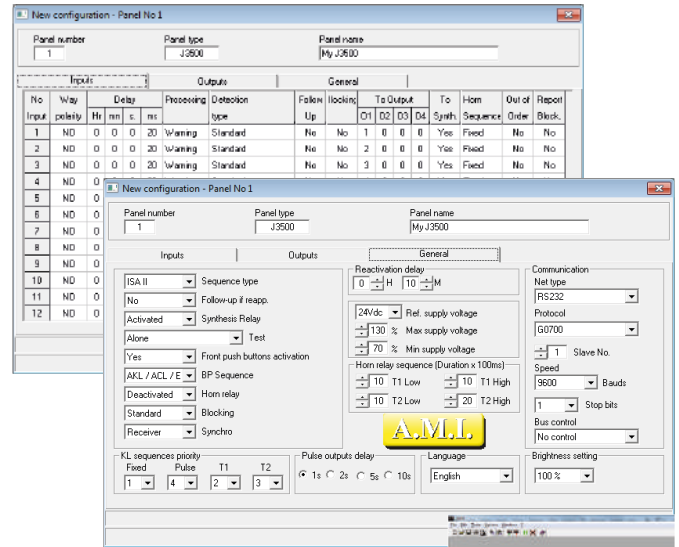 New configuration - Panel No 1
Panel number Panel type Panel name
1 J3500 My J3500
Inputs Outputs General
No Way Delay Processing Detection Follow To Output To Horn Out of Report
Input polarity Hr mn s. ms type Up O1 O2 O3 O4 Synth. Sequence Order Block.
1 NO 0 0 0 20 Warning Standard No No 1 0 0 0 Yes Fixed No No
2 NO 0 0 0 20 Warning Standard No No 2 0 0 0 Yes Fixed No No
3 NO 0 0 0 20 Warning Standard No No 3 0 0 0 Yes Fixed No No
4 NO 0
5 NO 0
6 NO 0
7 NO 0
8 NO 0
9 NO 0
10 NO 0
11 NO 0
12 NO 0
New configuration - Panel No 1
Panel number Panel type Panel name
1 J3500 My J3500
Inputs Outputs General
ISA II Sequence type
No Follow-up if reapp.
Activated Synthesis Relay
Alone Test
Yes Front push buttons activation
AKL / ACL / E BP Sequence
Deactivated Horn relay
Standard Blocking
Receiver Synchro
Reactivation delay
0 H 10 M
24Vdc Ref. supply voltage
130 % Max supply voltage
70 % Min supply voltage
Horn relay sequence (Duration x 100ms)
10 T1 Low 10 T1 High
10 T2 Low 20 T2 High
A.M.I.
Communication
Net type
RS232
Protocol
G0700
1 Slave No.
Speed
9600 Bauds
1 Stop bits
Bus control
No control
KL sequences priority
Fixed Pulse T1 T2
1 4 2 3
Pulse outputs delay
1s 2s 5s 10s
Language
English
Brightness setting
100 %